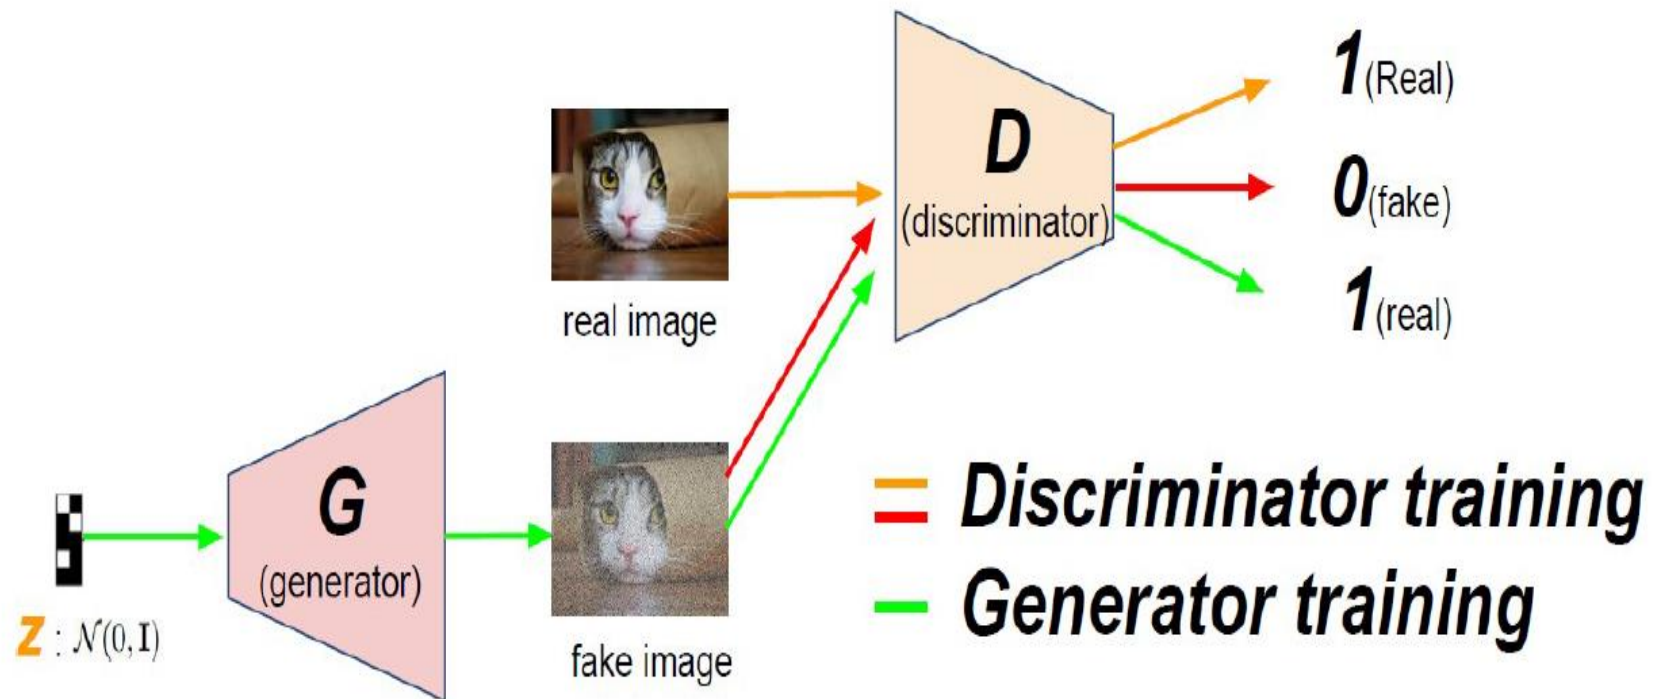 1(Real)
D
(discriminator)
0(fake)
1(real)
real image
G
(generator)
Discriminator training
Generator training
z : 𝒩(0, I)
fake image